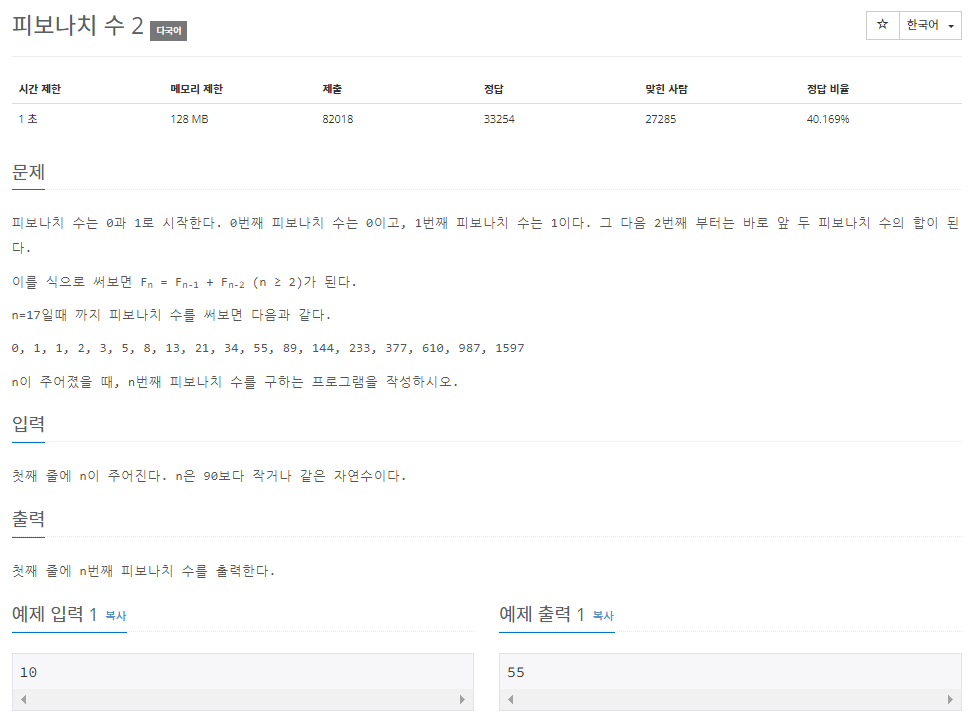 피보나치 수 2 다국어
☆ 한국어
시간 제한 메모리 제한 제출 정답 맞힌 사람 정답 비율
1 초 128 MB 82018 33254 27285 40.169%
문제
피보나치 수는 0과 1로 시작한다. 0번째 피보나치 수는 0이고, 1번째 피보나치 수는 1이다. 그 다음 2번째 부터는 바로 앞 두 피보나치 수의 합이 된
다.
이를 식으로 써보면 Fn = Fn-1 + Fn-2 (n ≥ 2)가 된다.
n=17일때 까지 피보나치 수를 써보면 다음과 같다.
0, 1, 1, 2, 3, 5, 8, 13, 21, 34, 55, 89, 144, 233, 377, 610, 987, 1597
n이 주어졌을 때, n번째 피보나치 수를 구하는 프로그램을 작성하시오.
입력
첫째 줄에 n이 주어진다. n은 90보다 작거나 같은 자연수이다.
출력
첫째 줄에 n번째 피보나치 수를 출력한다.
예제 입력 1 복사
10
예제 출력 1 복사
55